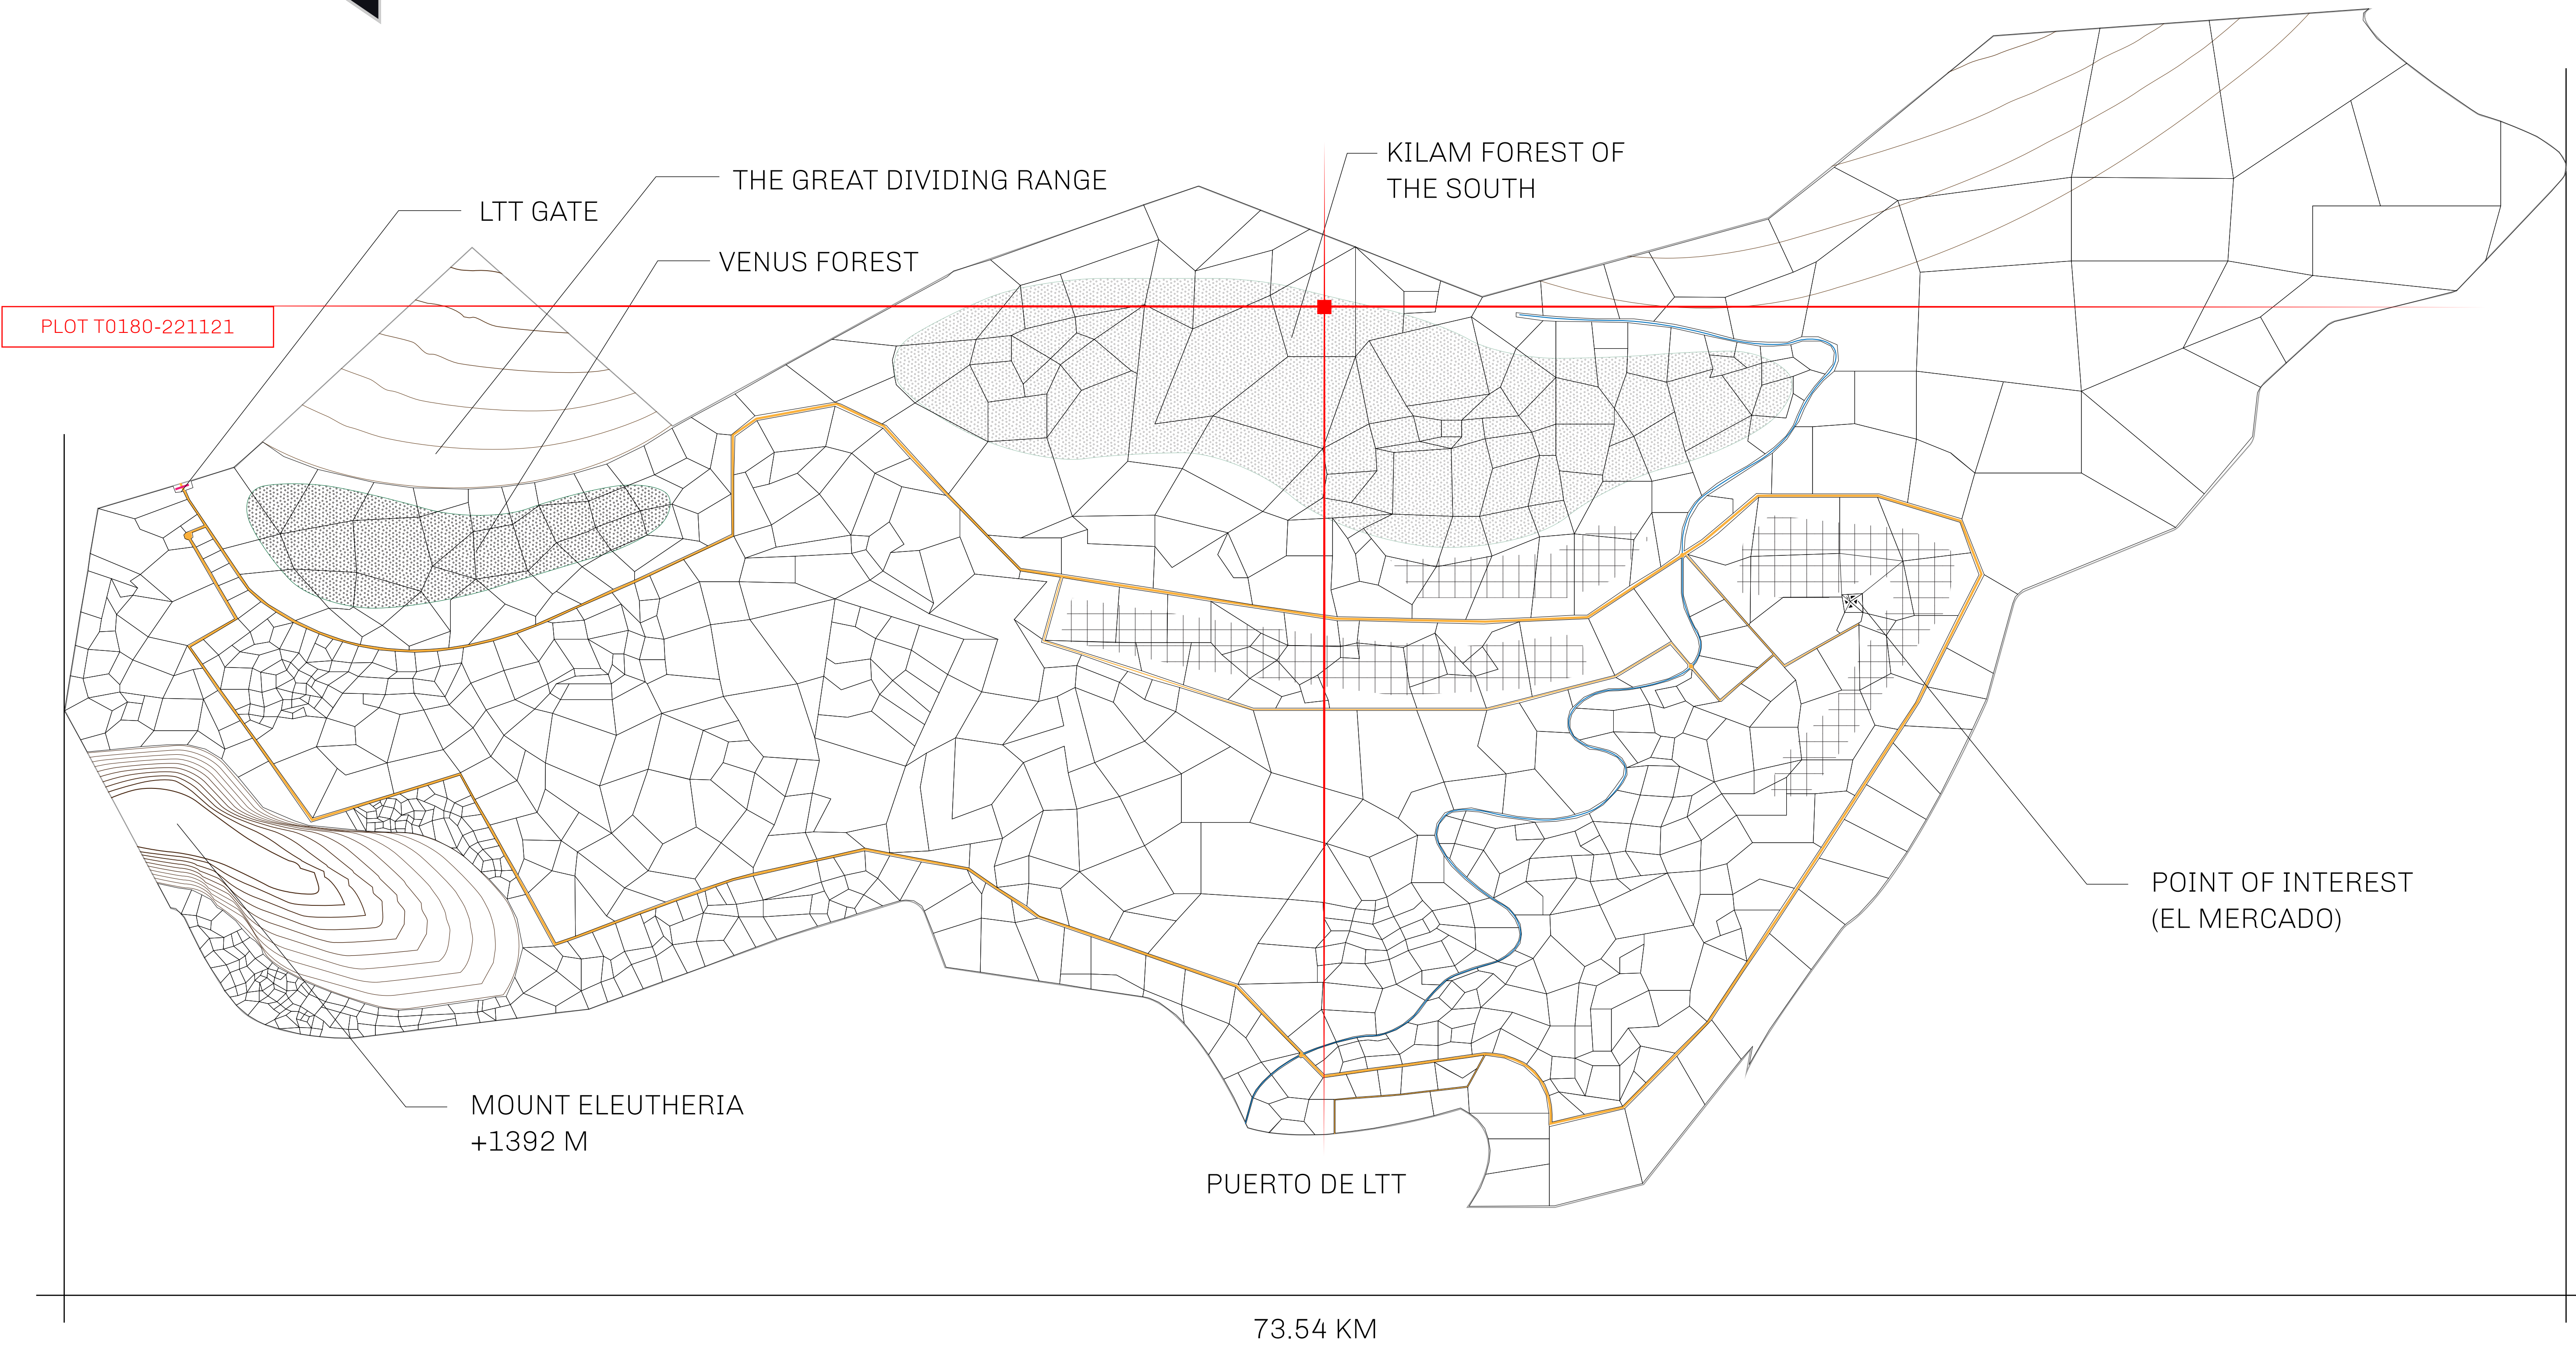 KILAM FOREST OF
THE SOUTH
THE GREAT DIVIDING RANGE
LTT GATE
VENUS FOREST
PLOT T0180-221121
POINT OF INTEREST
(EL MERCADO)
MOUNT ELEUTHERIA
+1392 M
PUERTO DE LTT
73.54 KM